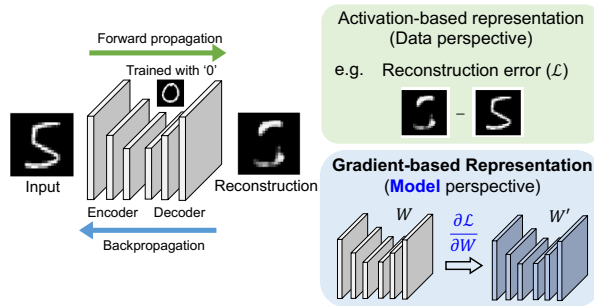 Forward propagation
Trained with '0'
Input
Reconstruction
Encoder
Decoder
Backpropagation
Activation-based representation
(Data perspective)
e.g. Reconstruction error (ℒ)
−
Gradient-based Representation
(Model perspective)
W
∂ℒ
∂W
W′